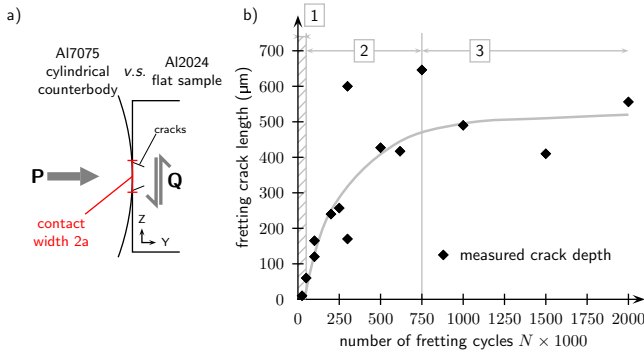 a)
Al7075
cylindrical
counterbody
v.s.
Al2024
flat sample
cracks
P
Q
contact
width 2a
Z
Y
b)
1
2
3
fretting crack length (μm)
700
600
500
400
300
200
100
0
measured crack depth
0 250 500 750 1000 1250 1500 1750 2000
number of fretting cycles N × 1000